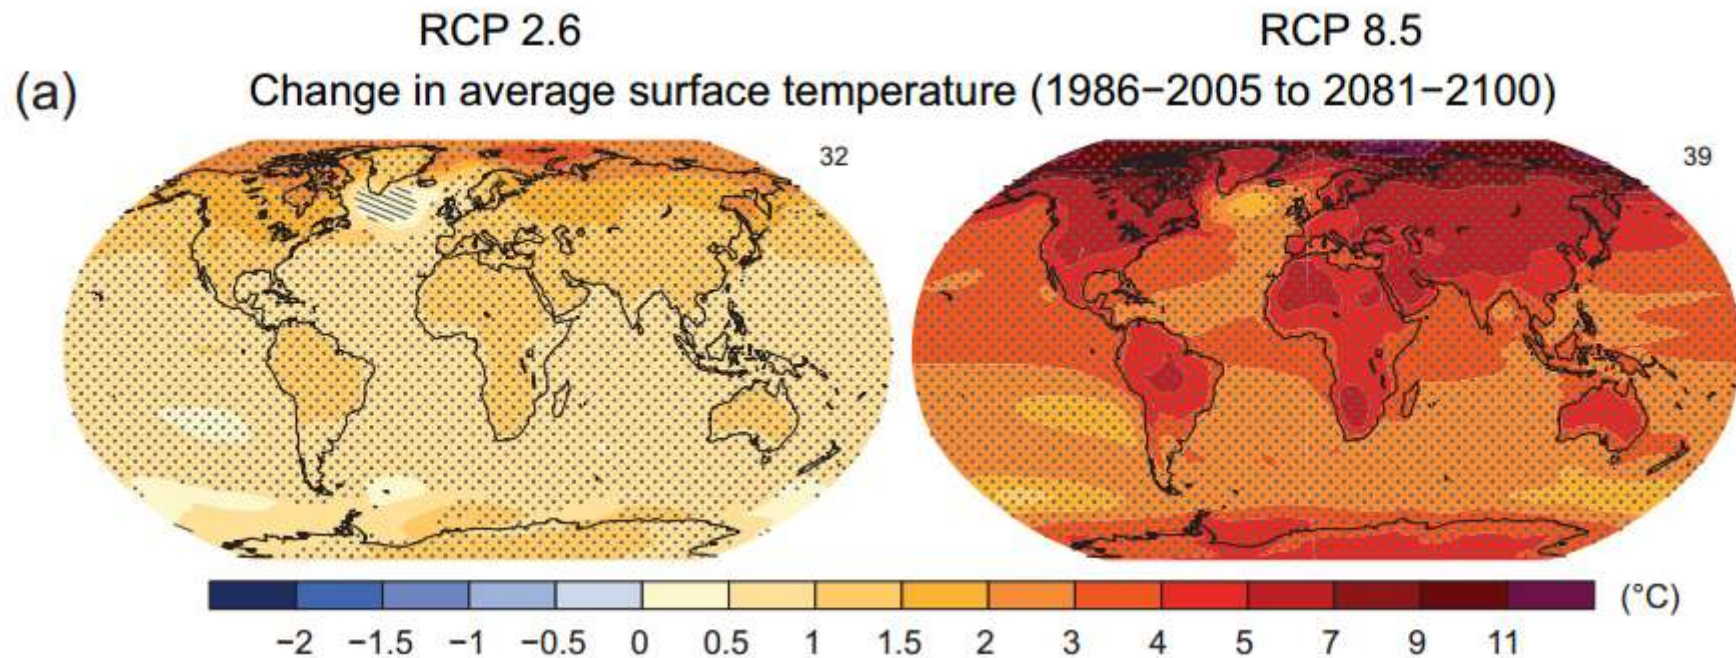 RCP 2.6 RCP 8.5
(a) Change in average surface temperature (1986−2005 to 2081−2100)
32 39
(°C)
−2 −1.5 −1 −0.5 0 0.5 1 1.5 2 3 4 5 7 9 11